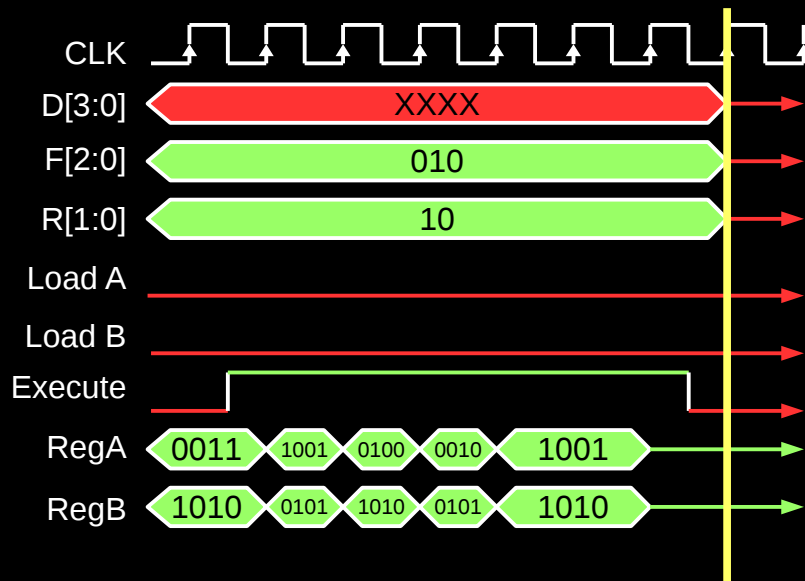 CLK
D[3:0] XXXX
F[2:0] 010
R[1:0] 10
Load A
Load B
Execute
RegA 0011 1001 0100 0010 1001
RegB 1010 0101 1010 0101 1010